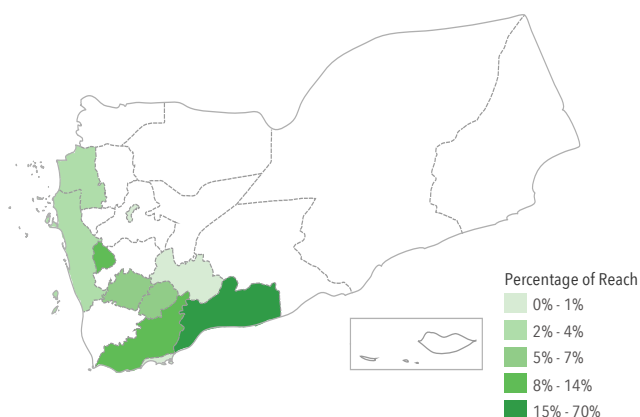 Percentage of Reach
0% - 1%
2% - 4%
5% - 7%
8% - 14%
15% - 70%